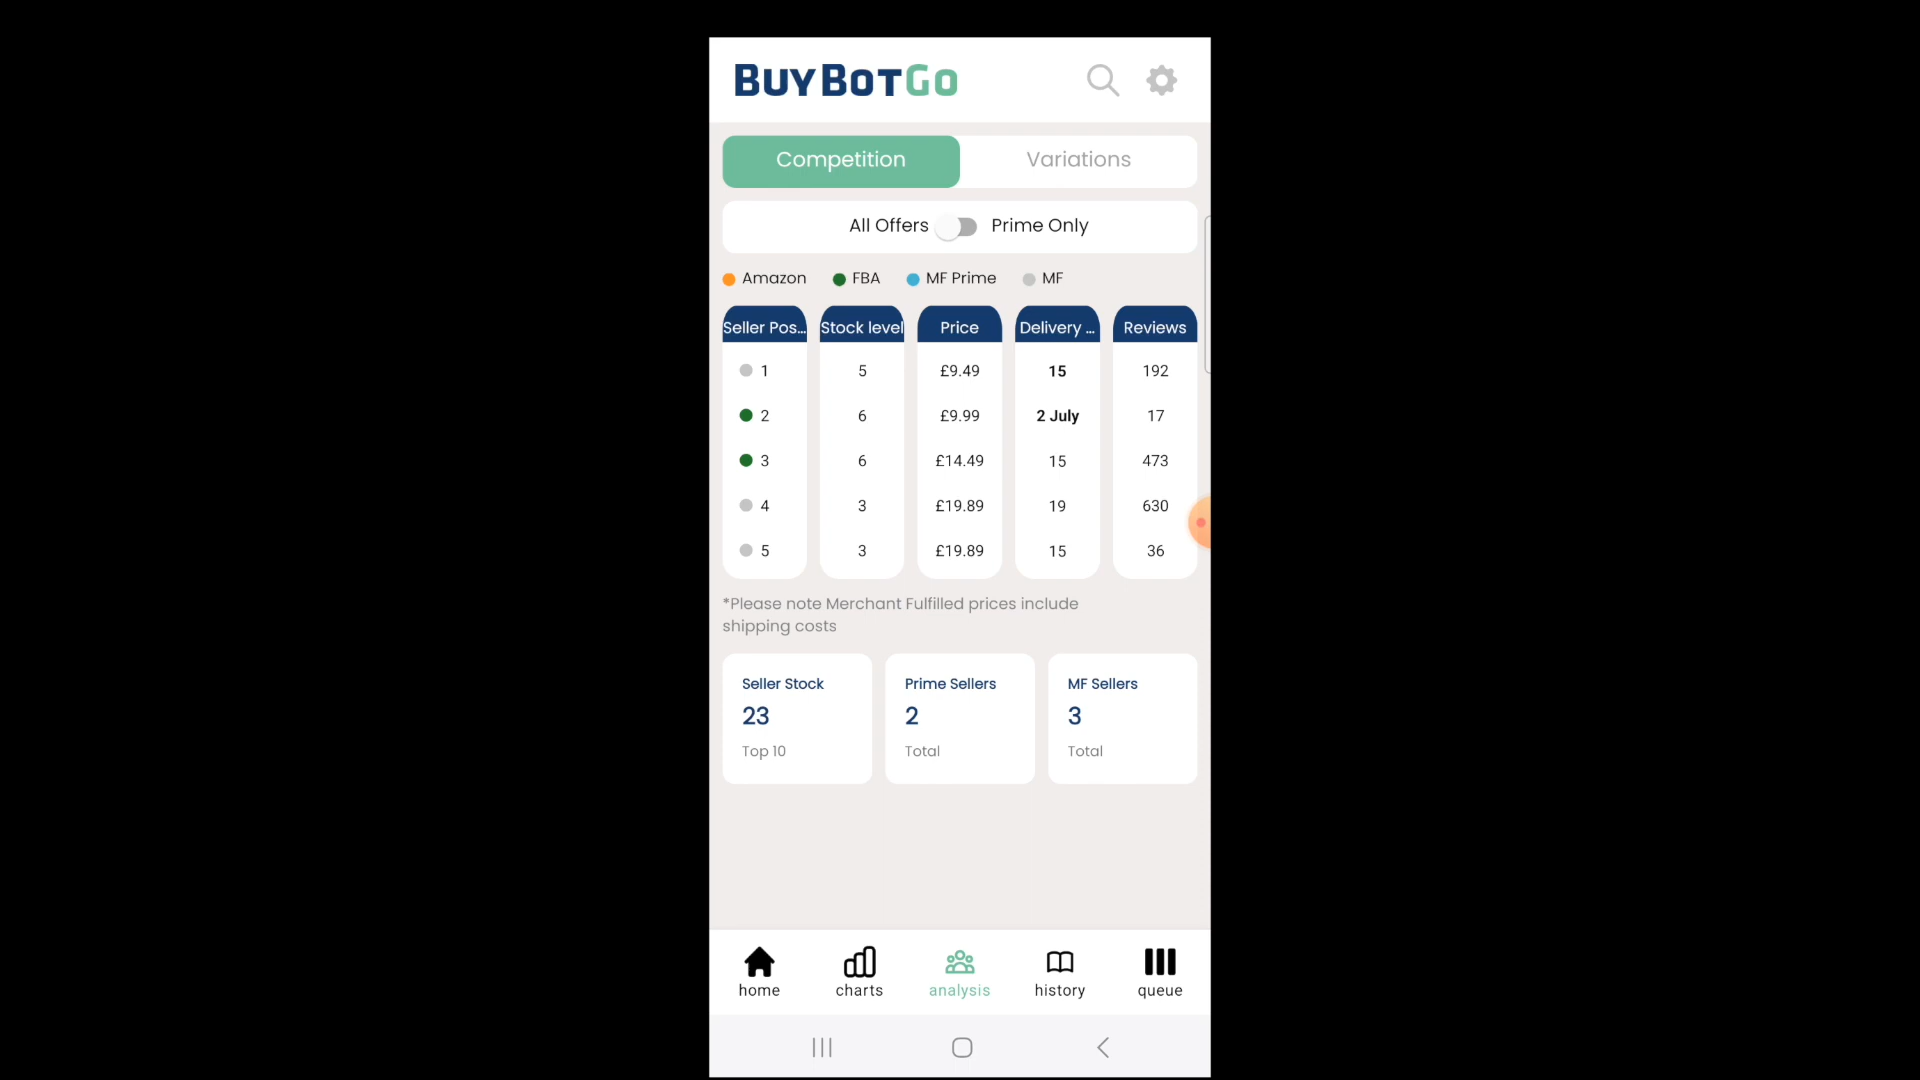 BuyBotGo
Competition Variations
All Offers Prime Only
Amazon FBA MF Prime MF
Seller Pos... Stock level Price Delivery ... Reviews
1 5 £9.49 15 192
2 6 £9.99 2 July 17
3 6 £14.49 15 473
4 3 £19.89 19 630
5 3 £19.89 15 36
*Please note Merchant Fulfilled prices include
shipping costs
Seller Stock Prime Sellers MF Sellers
23 2 3
Top 10 Total Total
home charts analysis history queue